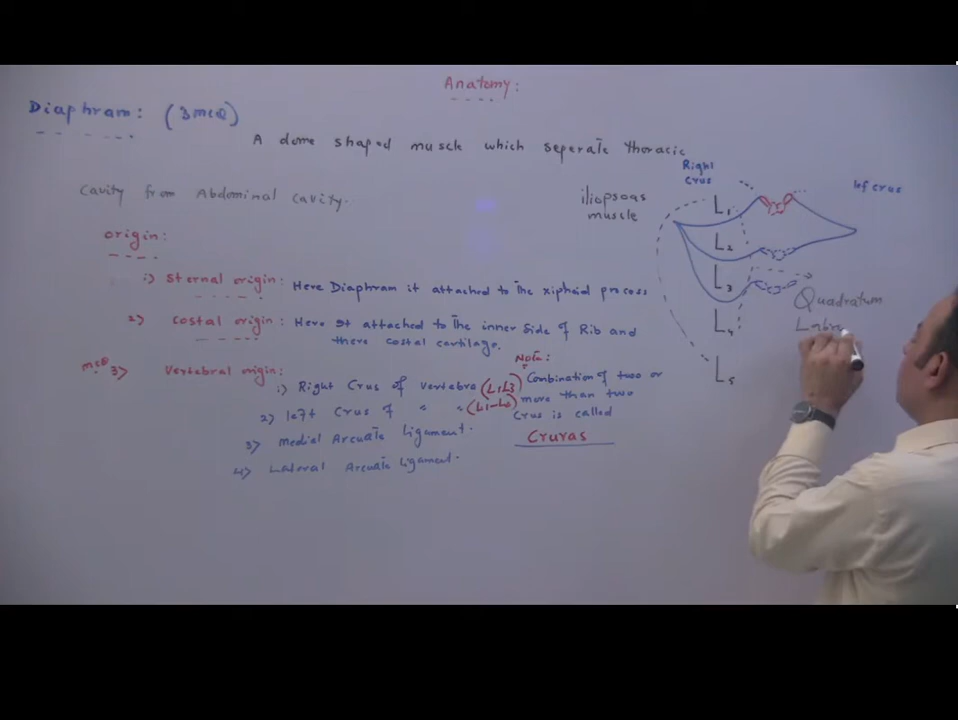 Anatomy:
Diaphram: (3mcQ)
A dome shaped muscle which seperate thoracic
Cavity from Abdominal cavity.
Right
Crus
lef crus
iliopsoas
muscle
L1
L2
L3
L4
L5
Quadratum
origin:
1) Sternal origin: Here Diaphram it attached to the xiphoid process
2) Costal origin: Here it attached to the inner side of Rib and
there costal cartilage.
mcQ 3) Vertebral origin:
1) Right Crus of vertebra (L1L3)
2) left Crus of " " (L1-L2)
3) Medial Arcuate ligament.
4) Lateral Arcuate ligament.
Note:
Combination of two or
more than two
Crus is called
Cruras